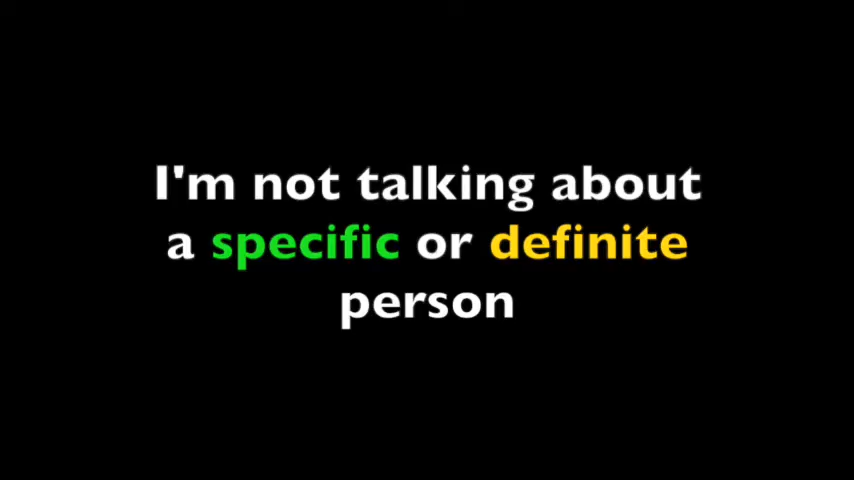 I'm not talking about
a specific or definite
person